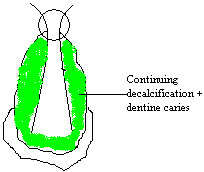 Continuing
decalcification +
dentine caries